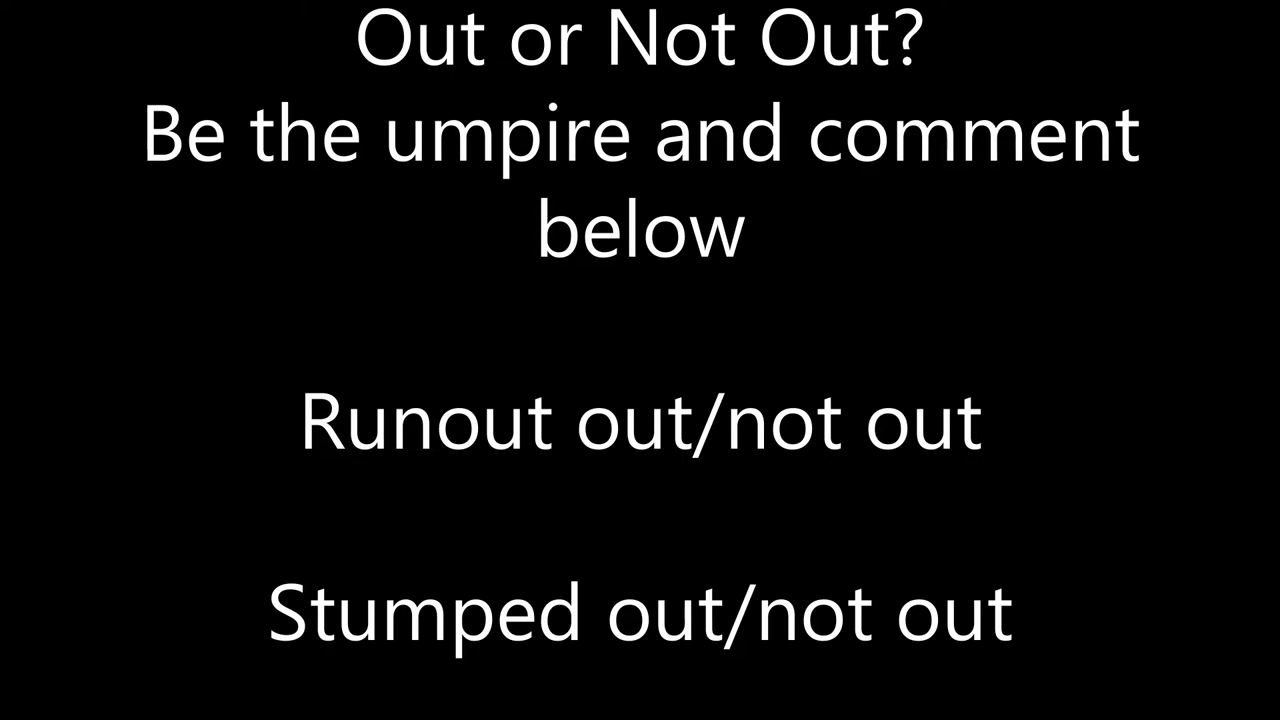 Out or Not Out?
Be the umpire and comment
below
Runout out/not out
Stumped out/not out